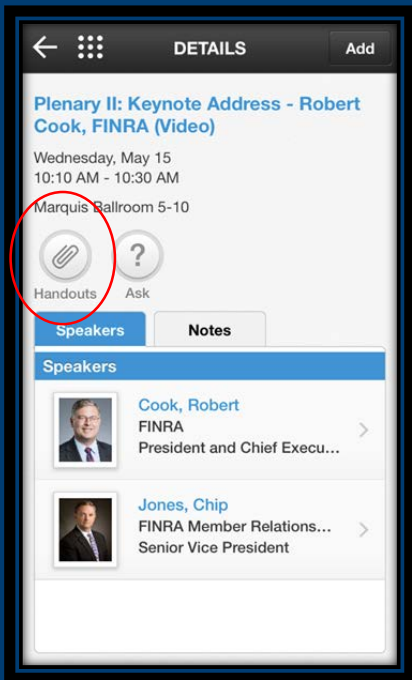 DETAILS
Add
Plenary II: Keynote Address - Robert
Cook, FINRA (Video)
Wednesday, May 15
10:10 AM - 10:30 AM
Marquis Ballroom 5-10
?
Handouts
Ask
Speakers
Notes
Speakers
Cook, Robert
FINRA
President and Chief Execu...
Jones, Chip
FINRA Member Relations...
Senior Vice President